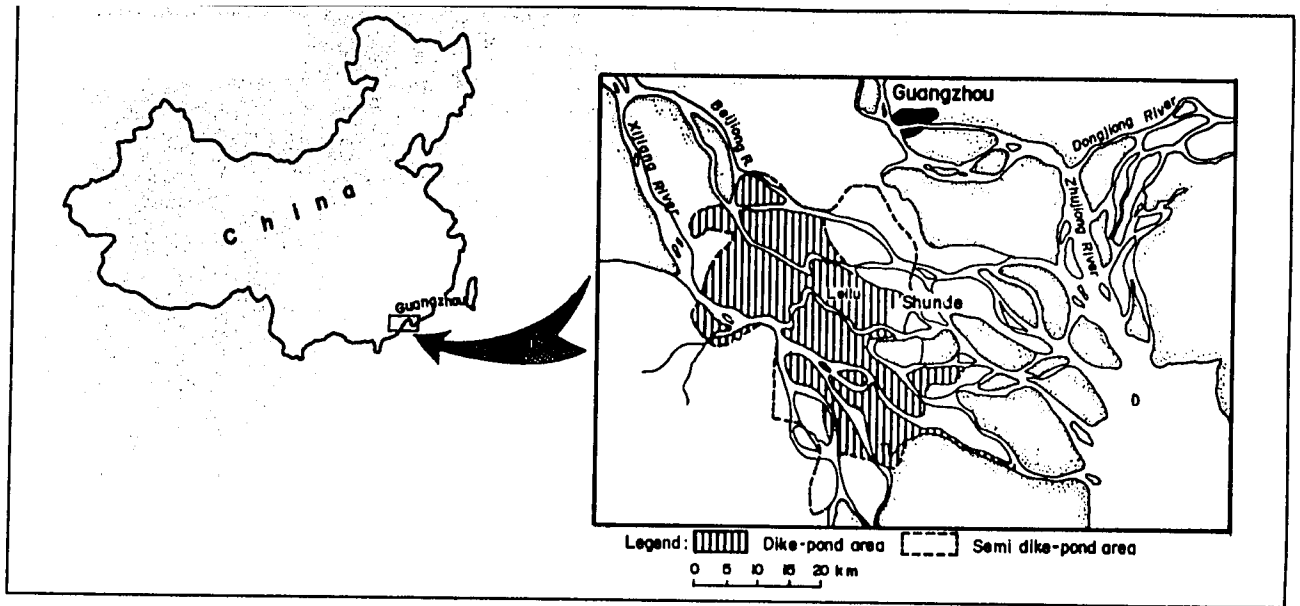 China
Guangzhou
Guangzhou
Beijiang R.
Xijiang River
Dongjiang River
Zhujiang River
Leliu
Shunde
Legend: Dike-pond area Semi dike-pond area
0 5 10 15 20 km